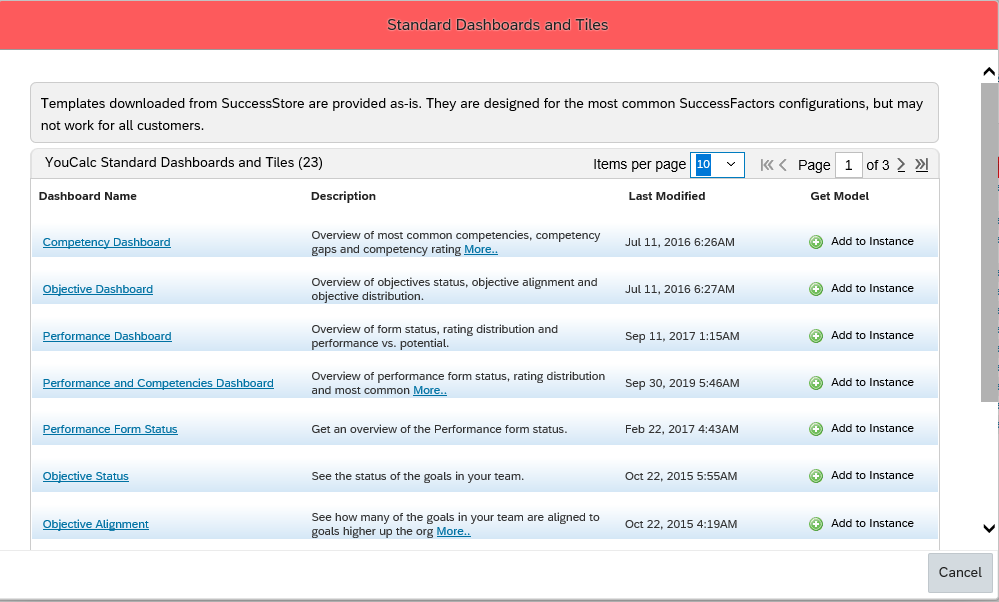 Standard Dashboards and Tiles
Templates downloaded from SuccessStore are provided as-is. They are designed for the most common SuccessFactors configurations, but may
not work for all customers.
YouCalc Standard Dashboards and Tiles (23) Items per page 10 Page 1 of 3
Dashboard Name Description Last Modified Get Model
Competency Dashboard Overview of most common competencies, competency gaps and competency rating More.. Jul 11, 2016 6:26AM Add to Instance
Objective Dashboard Overview of objectives status, objective alignment and objective distribution. Jul 11, 2016 6:27AM Add to Instance
Performance Dashboard Overview of form status, rating distribution and performance vs. potential. Sep 11, 2017 1:15AM Add to Instance
Performance and Competencies Dashboard Overview of performance form status, rating distribution and most common More.. Sep 30, 2019 5:46AM Add to Instance
Performance Form Status Get an overview of the Performance form status. Feb 22, 2017 4:43AM Add to Instance
Objective Status See the status of the goals in your team. Oct 22, 2015 5:55AM Add to Instance
Objective Alignment See how many of the goals in your team are aligned to goals higher up the org More.. Oct 22, 2015 4:19AM Add to Instance
Cancel